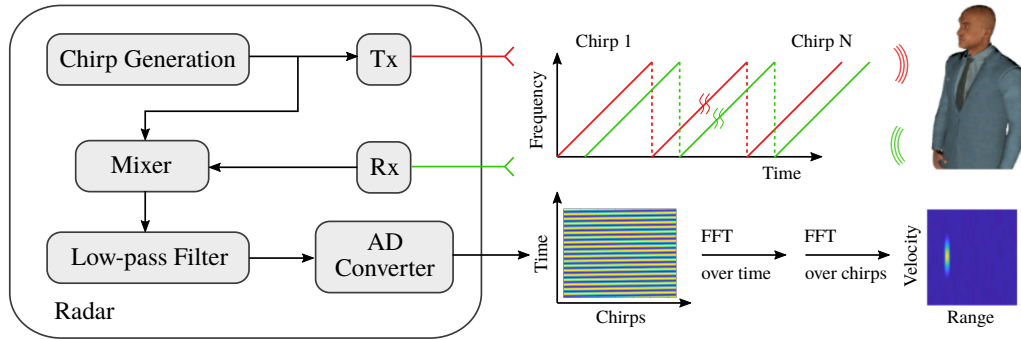 Chirp Generation
Tx
Mixer
Rx
Low-pass Filter
AD
Converter
Radar
Chirp 1
Chirp N
Frequency
Time
Time
Chirps
FFT
over time
FFT
over chirps
Velocity
Range